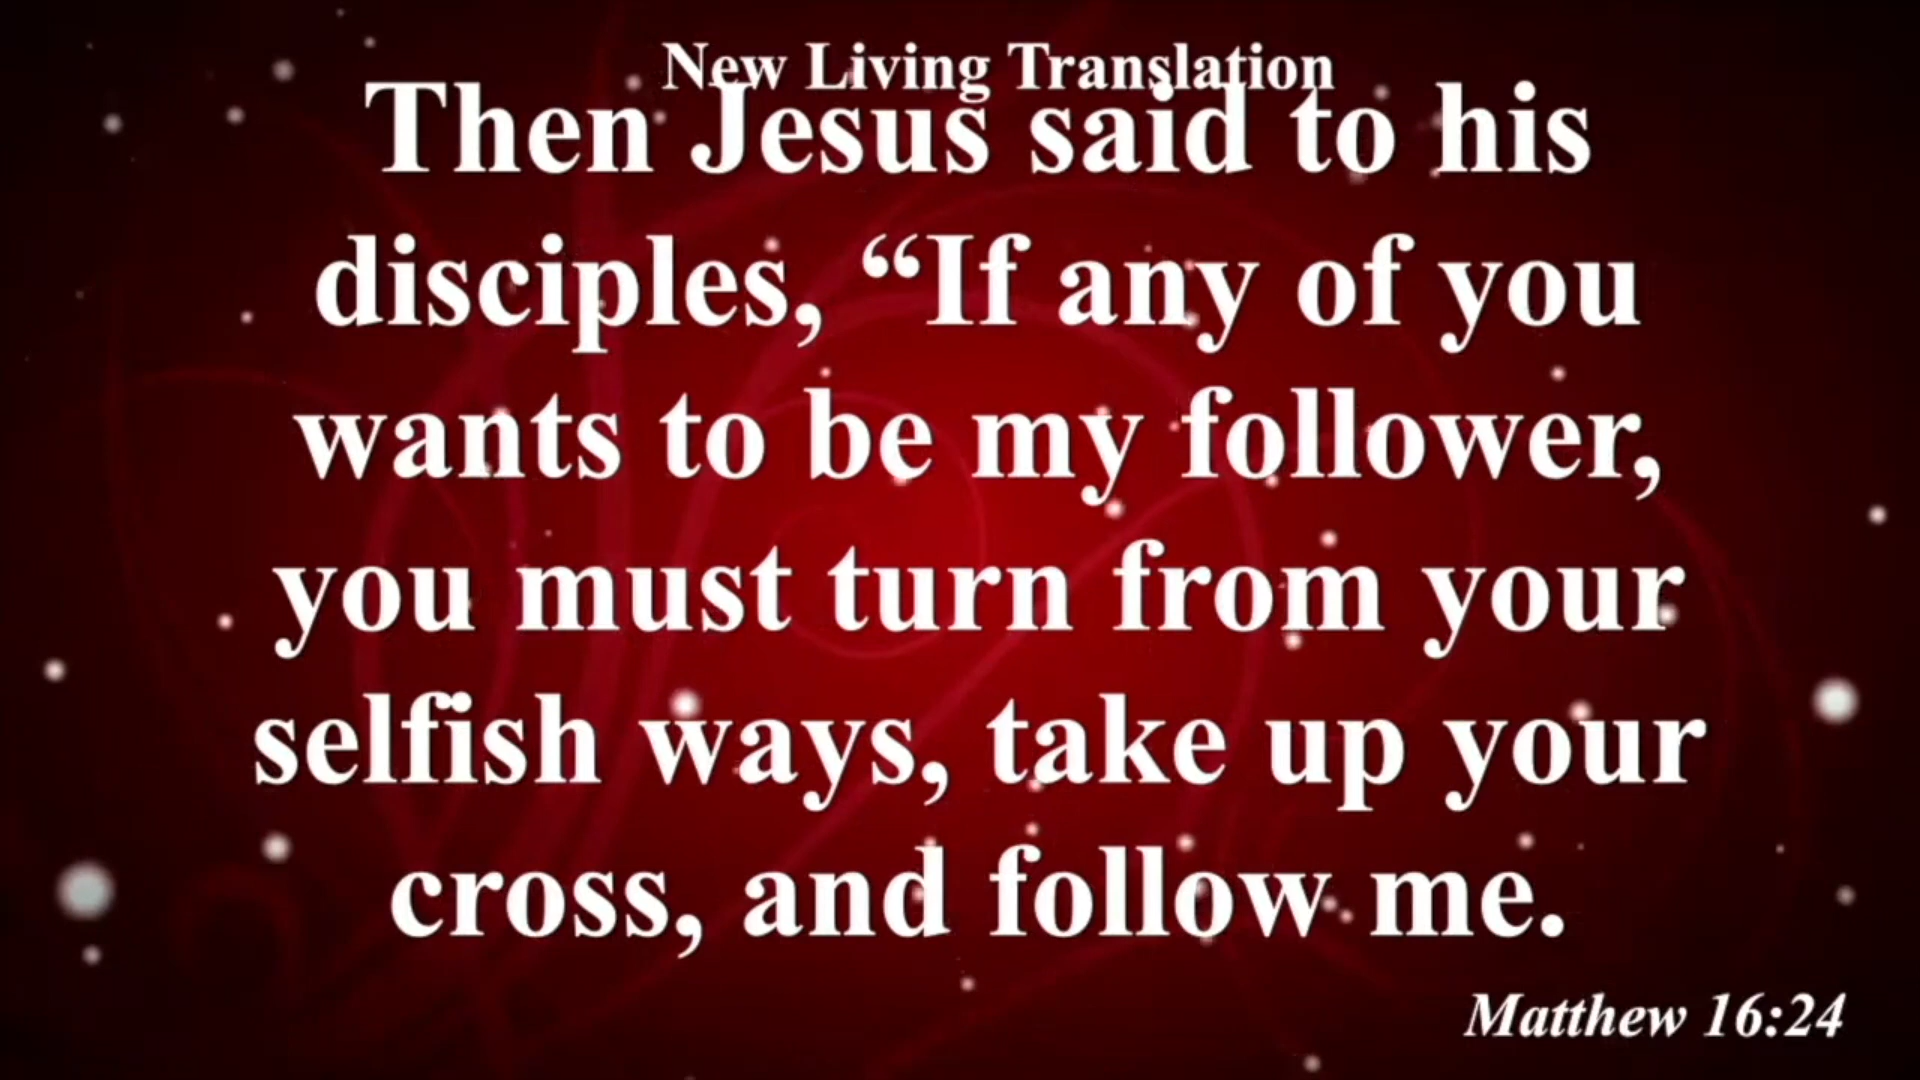 New Living Translation
Then Jesus said to his
disciples, “If any of you
wants to be my follower,
you must turn from your
selfish ways, take up your
cross, and follow me.
Matthew 16:24